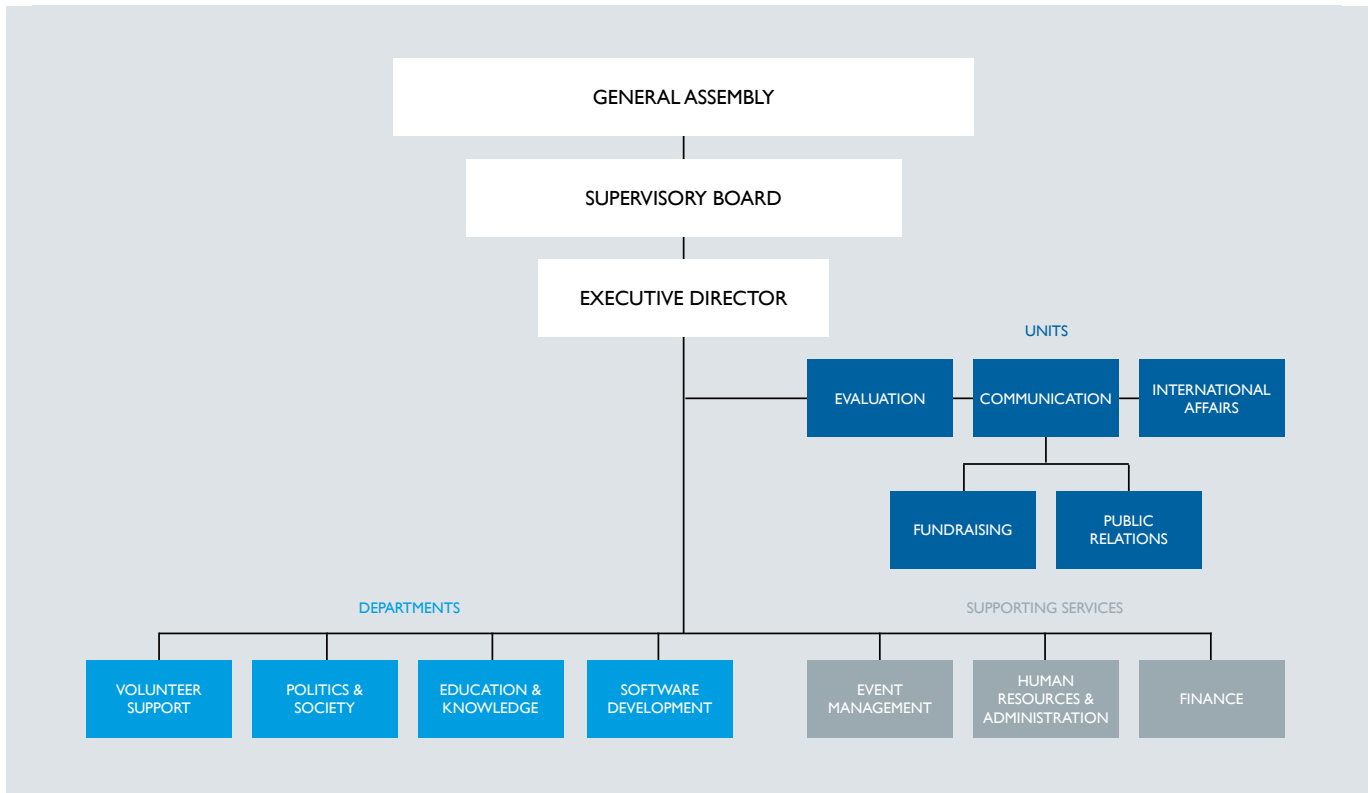 GENERAL ASSEMBLY
SUPERVISORY BOARD
EXECUTIVE DIRECTOR
UNITS
EVALUATION
COMMUNICATION
INTERNATIONAL
AFFAIRS
FUNDRAISING
PUBLIC
RELATIONS
DEPARTMENTS
SUPPORTING SERVICES
VOLUNTEER
SUPPORT
POLITICS &
SOCIETY
EDUCATION &
KNOWLEDGE
SOFTWARE
DEVELOPMENT
EVENT
MANAGEMENT
HUMAN
RESOURCES &
ADMINISTRATION
FINANCE